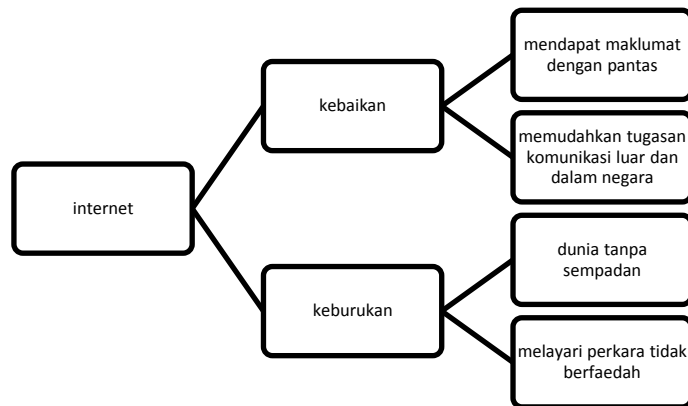 internet
kebaikan
mendapat maklumat
dengan pantas
memudahkan tugasan
komunikasi luar dan
dalam negara
keburukan
dunia tanpa
sempadan
melayari perkara tidak
berfaedah